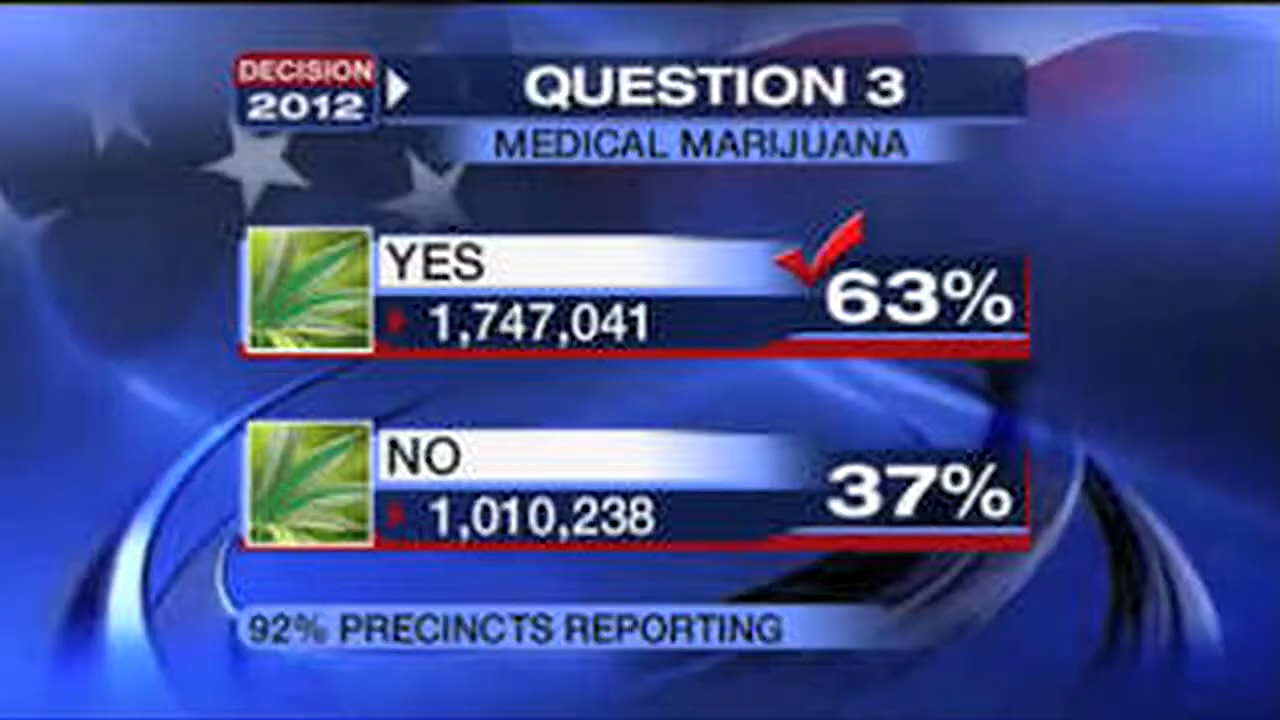 DECISION
2012
QUESTION 3
MEDICAL MARIJUANA
YES
1,747,041
63%
NO
1,010,238
37%
92% PRECINCTS REPORTING